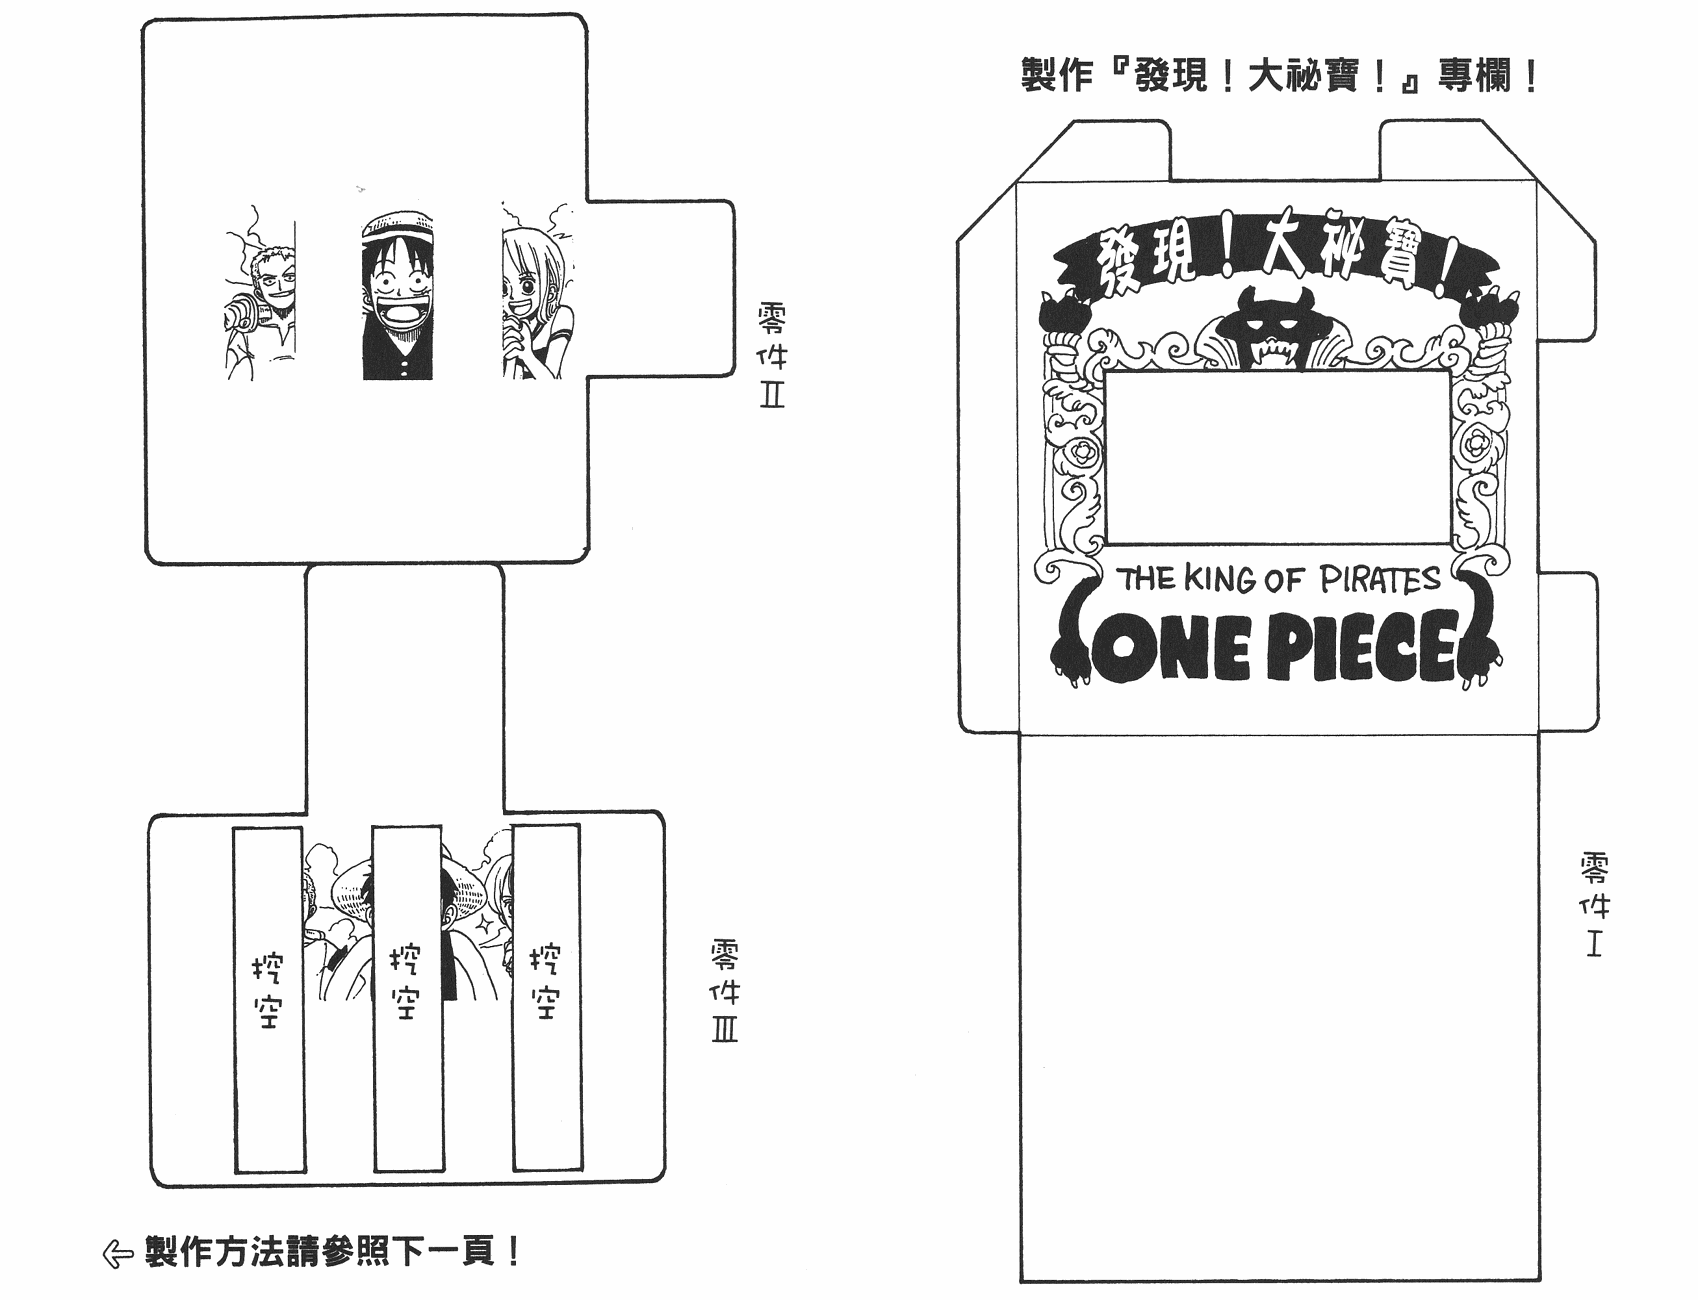 製作『發現！大祕寶！』專欄！
發現！大祕寶！
THE KING OF PIRATES
ONE PIECE
零件Ⅰ
零件Ⅱ
挖空
挖空
挖空
零件Ⅲ
⇦製作方法請參照下一頁！